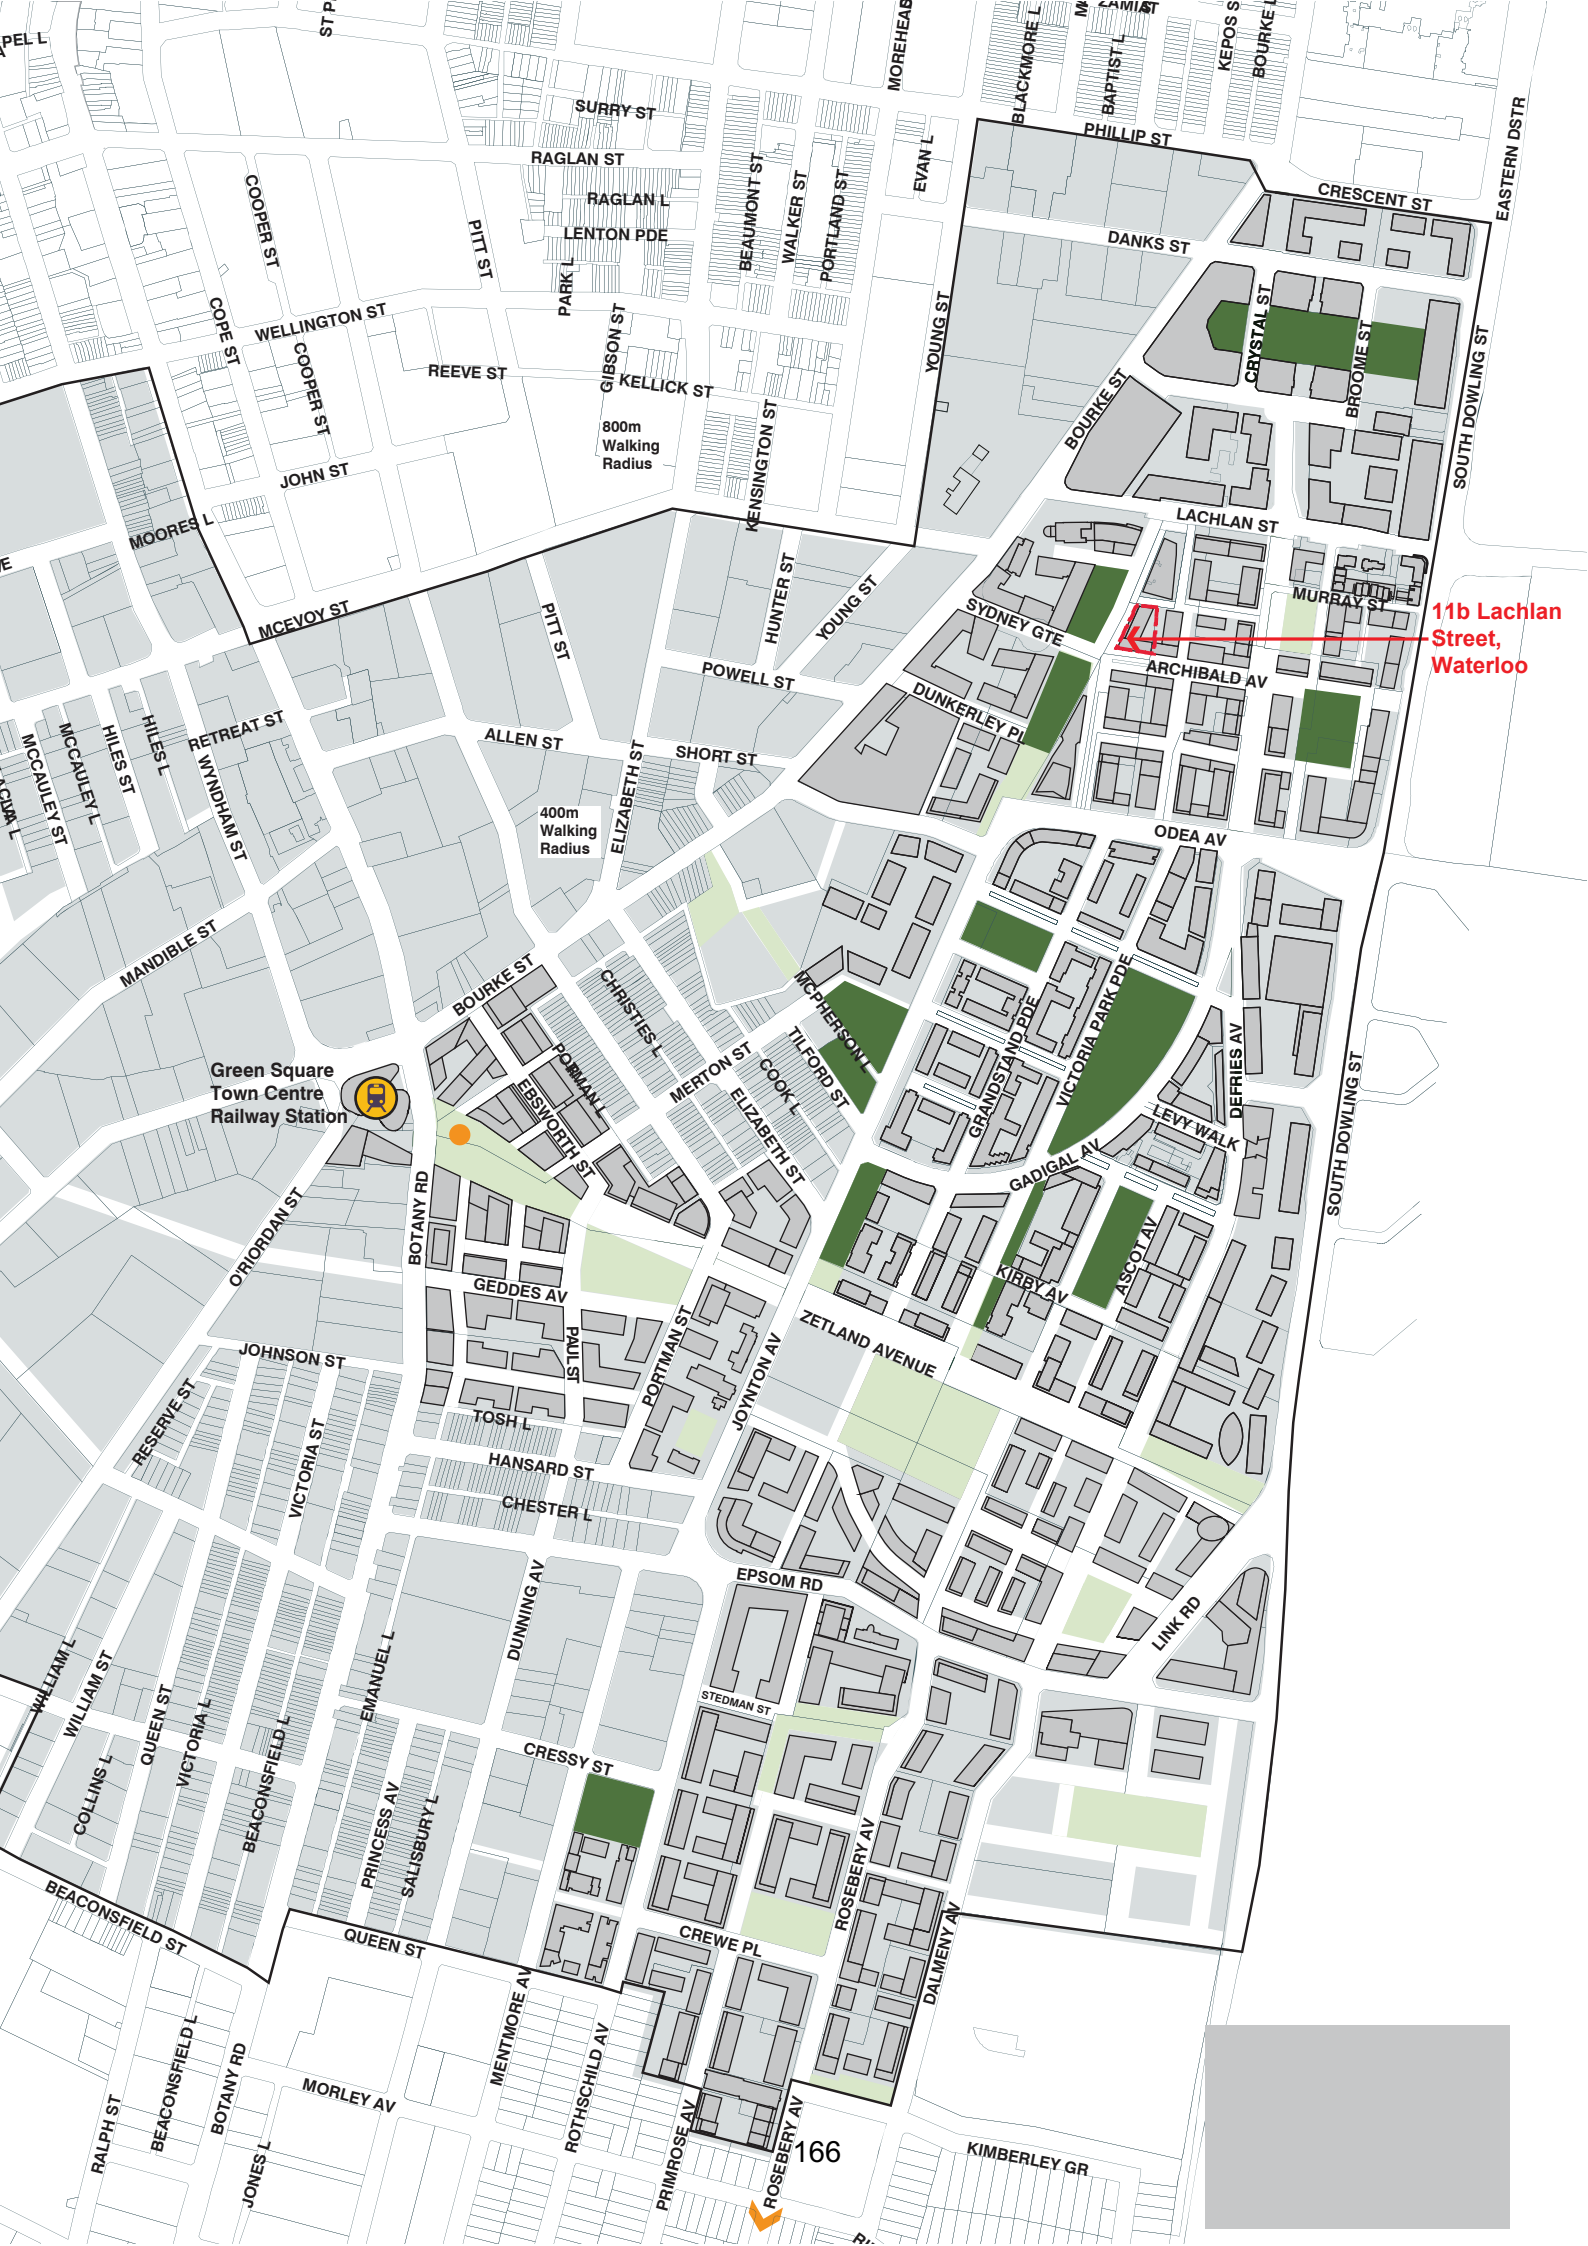 PEL L
ST P
MOREHEAD
BLACKMORE L
ZAMIA ST
BAPTIST L
KEPOS S
BOURKE L
EASTERN DSTR
SURRY ST
PHILLIP ST
RAGLAN ST
RAGLAN L
LENTON PDE
COOPER ST
PITT ST
PARK L
BEAUMONT ST
WALKER ST
PORTLAND ST
EVAN L
CRESCENT ST
DANKS ST
WELLINGTON ST
COPE ST
COOPER ST
REEVE ST
GIBSON ST
KELLICK ST
YOUNG ST
CRYSTAL ST
BROOME ST
SOUTH DOWLING ST
BOURKE ST
800m
Walking
Radius
KENSINGTON ST
JOHN ST
MOORES L
LACHLAN ST
MCEVOY ST
PITT ST
HUNTER ST
YOUNG ST
SYDNEY GTE
MURRAY ST
11b Lachlan
Street,
Waterloo
POWELL ST
ARCHIBALD AV
DUNKERLEY PL
MCCAULEY ST
MCCAULEY L
HILES ST
HILES L
RETREAT ST
WYNDHAM ST
ALLEN ST
ELIZABETH ST
SHORT ST
400m
Walking
Radius
ODEA AV
MANDIBLE ST
BOURKE ST
CHRISTIES L
MCPHERSON L
TILFORD ST
VICTORIA PARK PDE
GRANDSTAND PDE
DEFRIES AV
SOUTH DOWLING ST
Green Square
Town Centre
Railway Station
PORTMAN L
EBSWORTH ST
MERTON ST
COOK L
ELIZABETH ST
LEVY WALK
GADIGAL AV
O'RIORDAN ST
BOTANY RD
GEDDES AV
KIRBY AV
ASCOT AV
PAUL ST
PORTMAN ST
JOYNTON AV
ZETLAND AVENUE
JOHNSON ST
RESERVE ST
VICTORIA ST
TOSH L
HANSARD ST
CHESTER L
EPSOM RD
LINK RD
DUNNING AV
EMANUEL L
WILLIAM L
WILLIAM ST
QUEEN ST
VICTORIA L
BEACONSFIELD L
COLLINS L
STEDMAN ST
CRESSY ST
PRINCESS AV
SALISBURY L
ROSEBERY AV
BEACONSFIELD ST
QUEEN ST
CREWE PL
DALMENY AV
MENTMORE AV
ROTHSCHILD AV
BEACONSFIELD L
BOTANY RD
MORLEY AV
RALPH ST
JONES L
PRIMROSE AV
ROSEBERY AV
166
KIMBERLEY GR